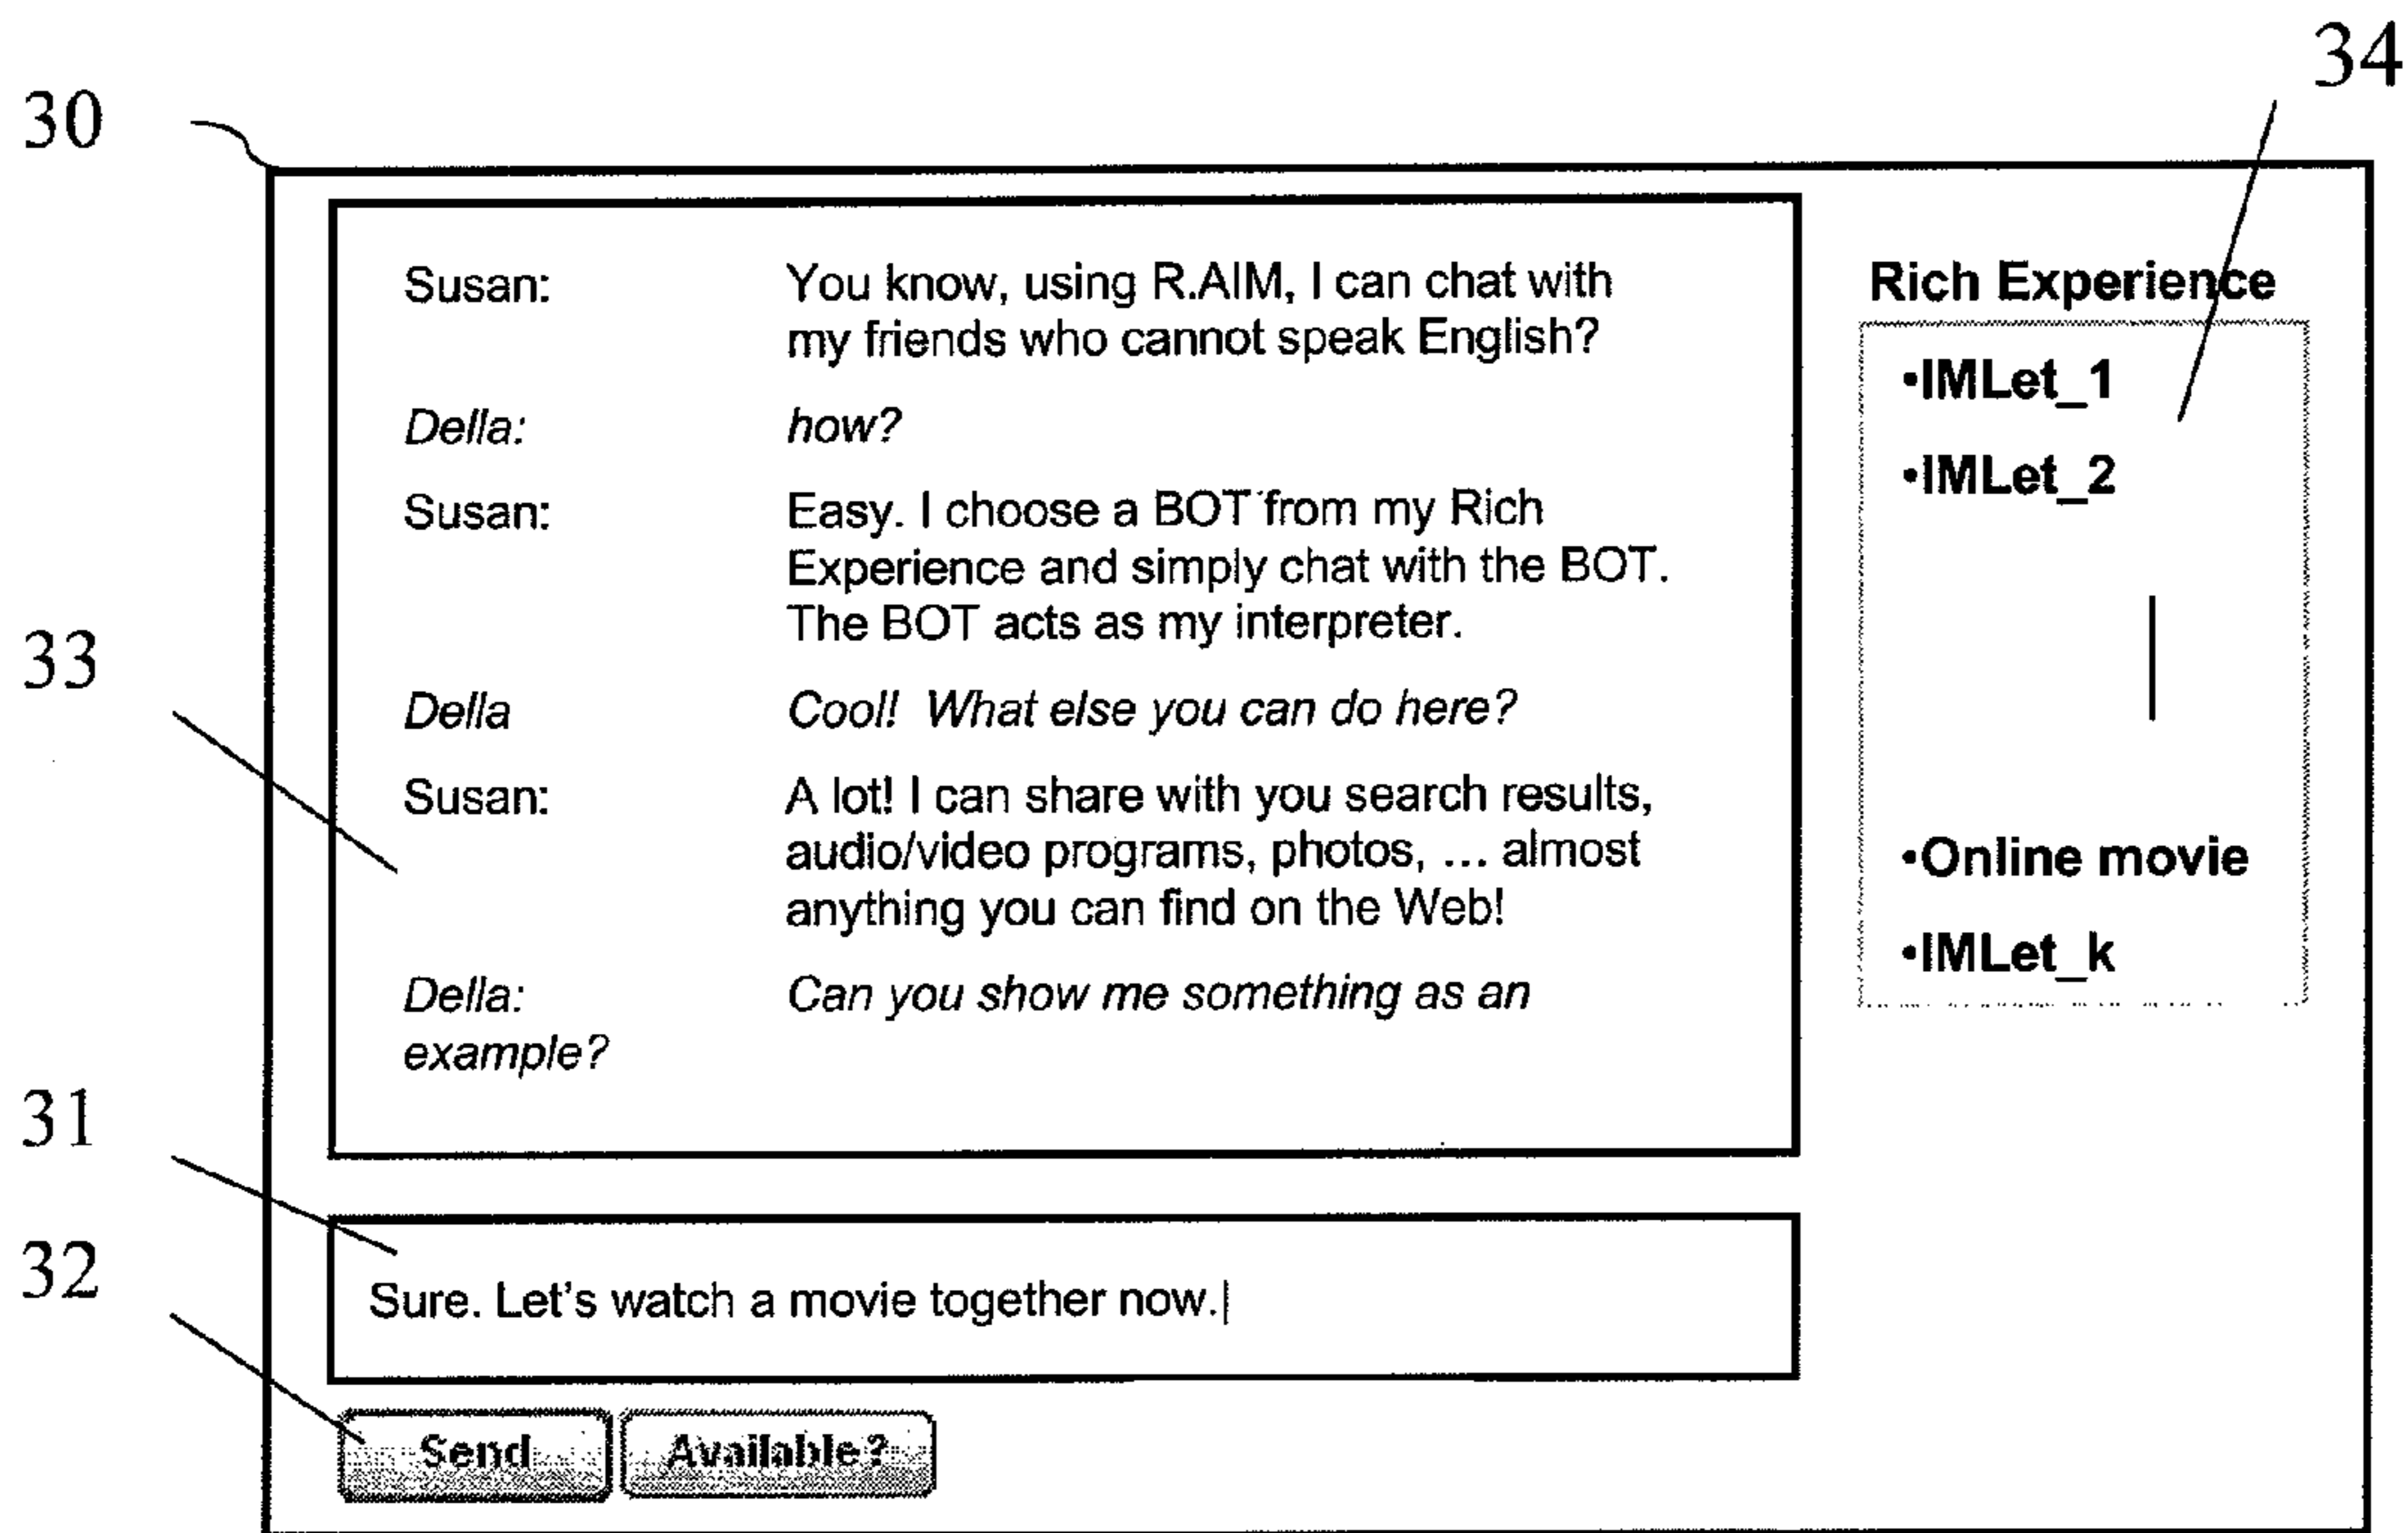 34
30
Susan: You know, using R.AIM, I can chat with
my friends who cannot speak English?
Della: how?
Susan: Easy. I choose a BOT from my Rich
Experience and simply chat with the BOT.
The BOT acts as my interpreter.
33
Della Cool! What else you can do here?
Susan: A lot! I can share with you search results,
audio/video programs, photos, ... almost
anything you can find on the Web!
Della: Can you show me something as an
example?
Rich Experience
•IMLet_1
•IMLet_2
•Online movie
•IMLet_k
31
Sure. Let's watch a movie together now.
32
Send Available?